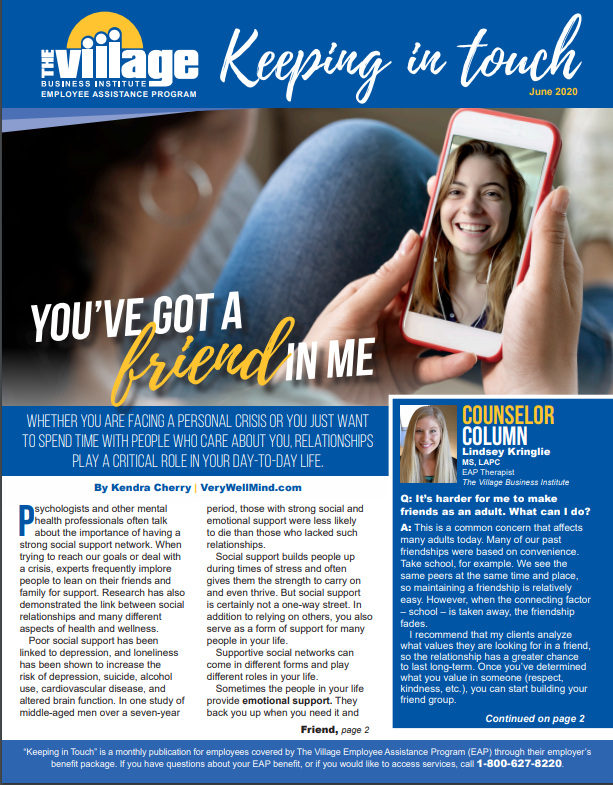 THE village
BUSINESS INSTITUTE
EMPLOYEE ASSISTANCE PROGRAM
Keeping in touch
June 2020
YOU'VE GOT A
friend IN ME
WHETHER YOU ARE FACING A PERSONAL CRISIS OR YOU JUST WANT
TO SPEND TIME WITH PEOPLE WHO CARE ABOUT YOU, RELATIONSHIPS
PLAY A CRITICAL ROLE IN YOUR DAY-TO-DAY LIFE.
By Kendra Cherry | VeryWellMind.com
Psychologists and other mental
health professionals often talk
about the importance of having a
strong social support network. When
trying to reach our goals or deal with
a crisis, experts frequently implore
people to lean on their friends and
family for support. Research has also
demonstrated the link between social
relationships and many different
aspects of health and wellness.
Poor social support has been
linked to depression, and loneliness
has been shown to increase the
risk of depression, suicide, alcohol
use, cardiovascular disease, and
altered brain function. In one study of
middle-aged men over a seven-year
period, those with strong social and
emotional support were less likely
to die than those who lacked such
relationships.
Social support builds people up
during times of stress and often
gives them the strength to carry on
and even thrive. But social support
is certainly not a one-way street. In
addition to relying on others, you also
serve as a form of support for many
people in your life.
Supportive social networks can
come in different forms and play
different roles in your life.
Sometimes the people in your life
provide emotional support. They
back you up when you need it and
Friend, page 2
COUNSELOR
COLUMN
Lindsey Kringlie
MS, LAPC
EAP Therapist
The Village Business Institute
Q: It's harder for me to make
friends as an adult. What can I do?
A: This is a common concern that affects
many adults today. Many of our past
friendships were based on convenience.
Take school, for example. We see the
same peers at the same time and place,
so maintaining a friendship is relatively
easy. However, when the connecting factor
– school – is taken away, the friendship
fades.
I recommend that my clients analyze
what values they are looking for in a friend,
so the relationship has a greater chance
to last long-term. Once you've determined
what you value in someone (respect,
kindness, etc.), you can start building your
friend group.
Continued on page 2
"Keeping in Touch" is a monthly publication for employees covered by The Village Employee Assistance Program (EAP) through their employer's
benefit package. If you have questions about your EAP benefit, or if you would like to access services, call 1-800-627-8220.